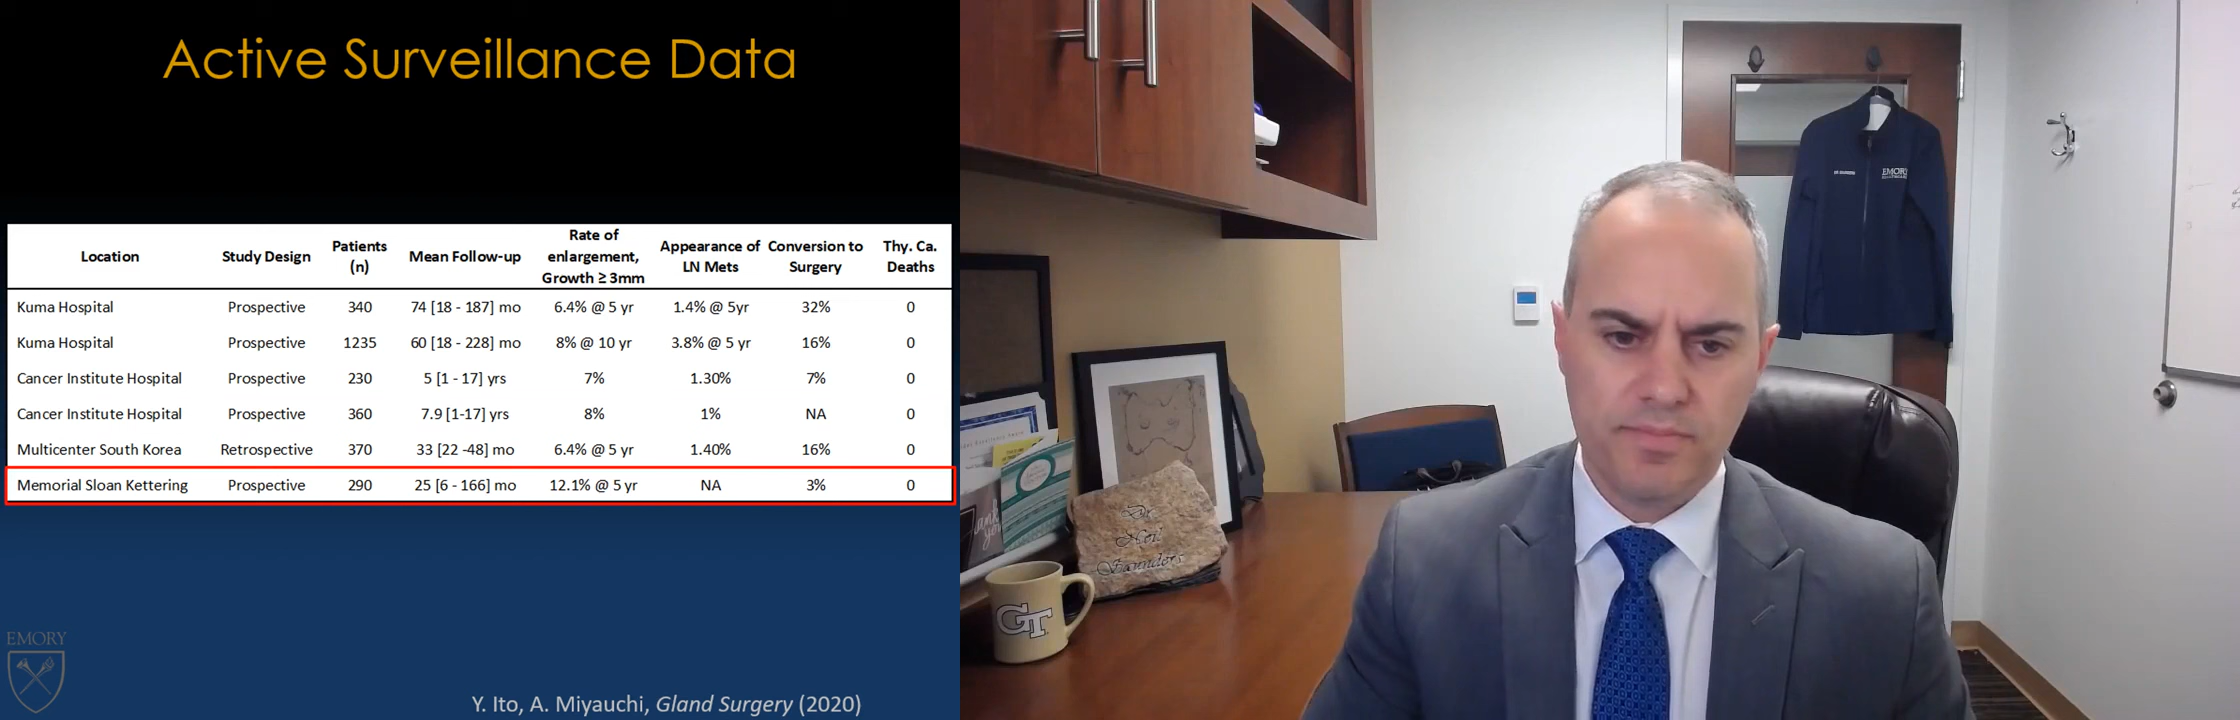 Active Surveillance Data
Location Study Design Patients (n) Mean Follow-up Rate of enlargement, Growth ≥ 3mm Appearance of LN Mets Conversion to Surgery Thy. Ca. Deaths
Kuma Hospital Prospective 340 74 [18 - 187] mo 6.4% @ 5 yr 1.4% @ 5yr 32% 0
Kuma Hospital Prospective 1235 60 [18 - 228] mo 8% @ 10 yr 3.8% @ 5 yr 16% 0
Cancer Institute Hospital Prospective 230 5 [1 - 17] yrs 7% 1.30% 7% 0
Cancer Institute Hospital Prospective 360 7.9 [1-17] yrs 8% 1% NA 0
Multicenter South Korea Retrospective 370 33 [22 -48] mo 6.4% @ 5 yr 1.40% 16% 0
Memorial Sloan Kettering Prospective 290 25 [6 - 166] mo 12.1% @ 5 yr NA 3% 0
EMORY
Y. Ito, A. Miyauchi, Gland Surgery (2020)
EMORY
Dr.
Neil
Saunders
GT